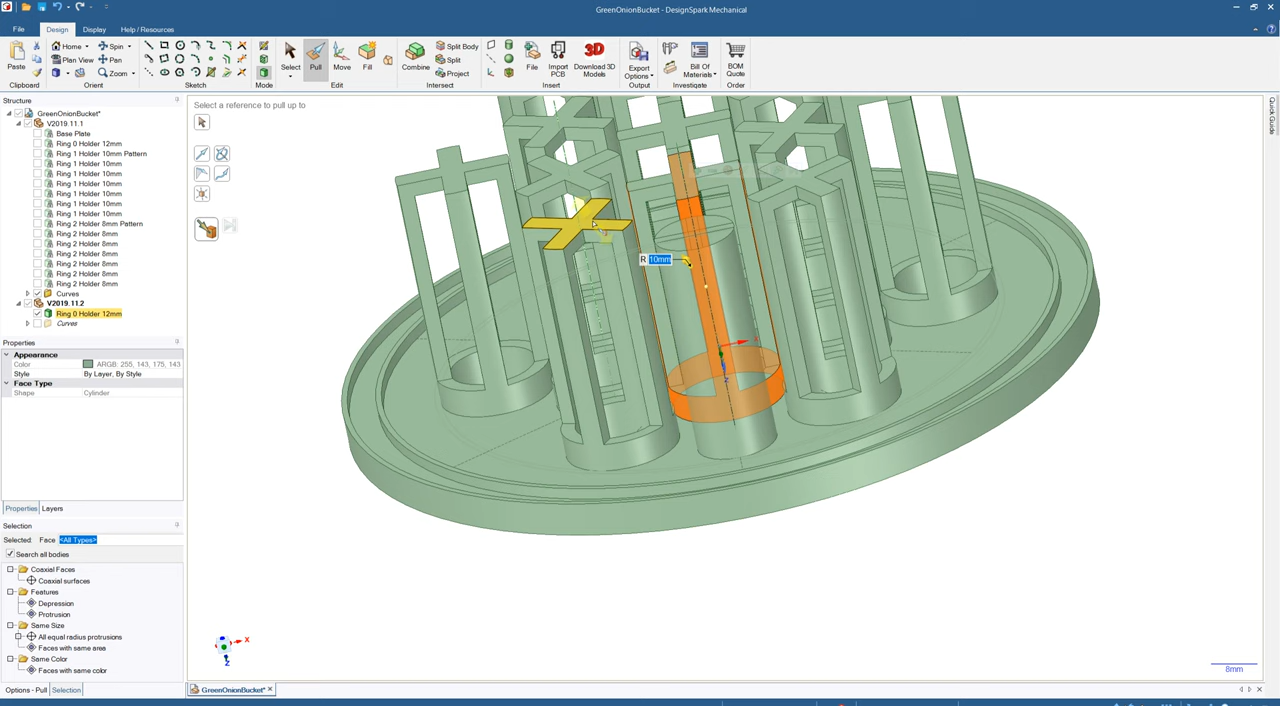 GreenOnionBucket - DesignSpark Mechanical
File Design Display Help / Resources
Paste
Home Spin
Plan View Pan
Zoom
Select Pull Move Fill
Combine
Split Body
Split
Project
File Import PCB Download 3D Models
Export Options
Bill Of Materials
BOM Quote
Clipboard Orient Sketch Mode Edit Intersect Insert Output Investigate Order
Structure
GreenOnionBucket*
V2019.11.1
Base Plate
Ring 0 Holder 12mm
Ring 1 Holder 10mm Pattern
Ring 1 Holder 10mm
Ring 1 Holder 10mm
Ring 1 Holder 10mm
Ring 1 Holder 10mm
Ring 1 Holder 10mm
Ring 1 Holder 10mm
Ring 2 Holder 8mm Pattern
Ring 2 Holder 8mm
Ring 2 Holder 8mm
Ring 2 Holder 8mm
Ring 2 Holder 8mm
Ring 2 Holder 8mm
Ring 2 Holder 8mm
Curves
V2019.11.2
Ring 0 Holder 12mm
Curves
Properties
Appearance
Color ARGB: 255, 143, 175, 143
Style By Layer, By Style
Face Type
Shape Cylinder
Properties Layers
Selection
Selected: Face <All Types>
Search all bodies
Coaxial Faces
Coaxial surfaces
Features
Depression
Protrusion
Same Size
All equal radius protrusions
Faces with same area
Same Color
Faces with same color
Options - Pull Selection
Select a reference to pull up to
R 10mm
Z
X
Z
8mm
GreenOnionBucket*
Quick Guide